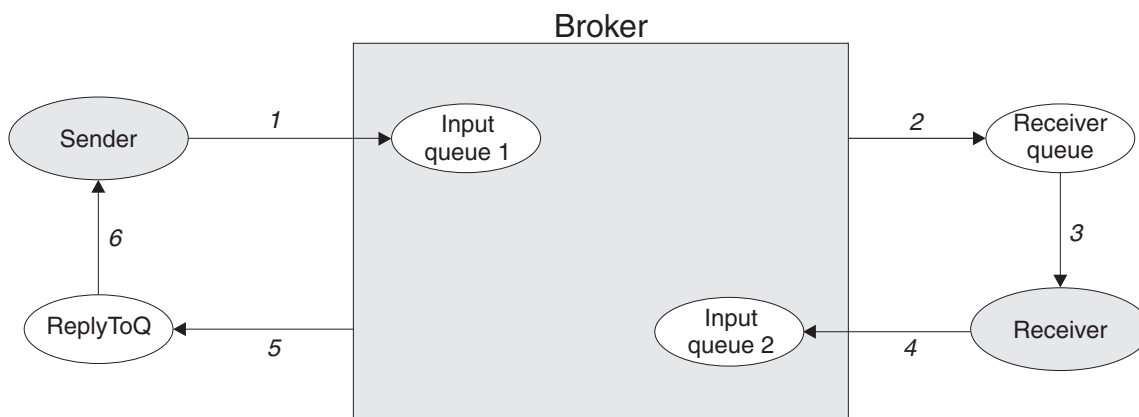 Broker
Sender
1
Input
queue 1
2
Receiver
queue
6
3
ReplyToQ
5
Input
queue 2
4
Receiver